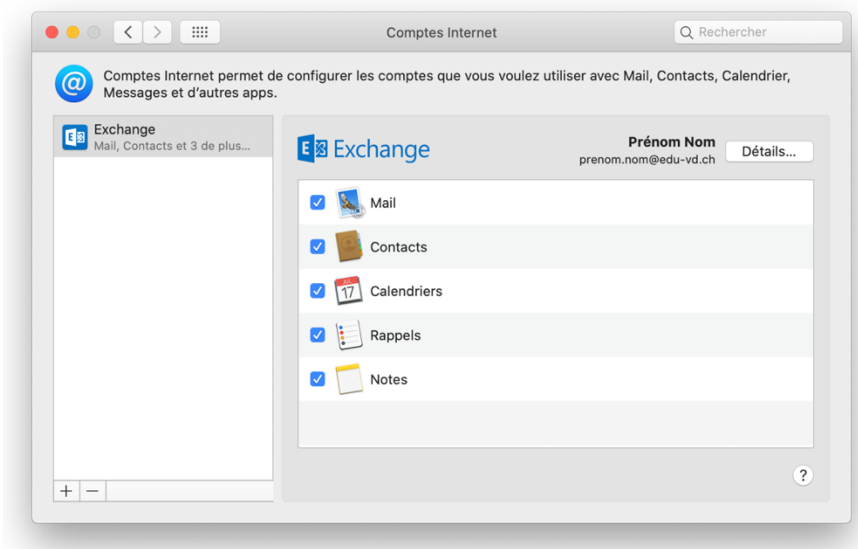 Comptes Internet
Rechercher
Comptes Internet permet de configurer les comptes que vous voulez utiliser avec Mail, Contacts, Calendrier,
Messages et d'autres apps.
Exchange
Mail, Contacts et 3 de plus...
Exchange
Prénom Nom
prenom.nom@edu-vd.ch
Détails...
Mail
Contacts
17
Calendriers
Rappels
Notes
?
+ −